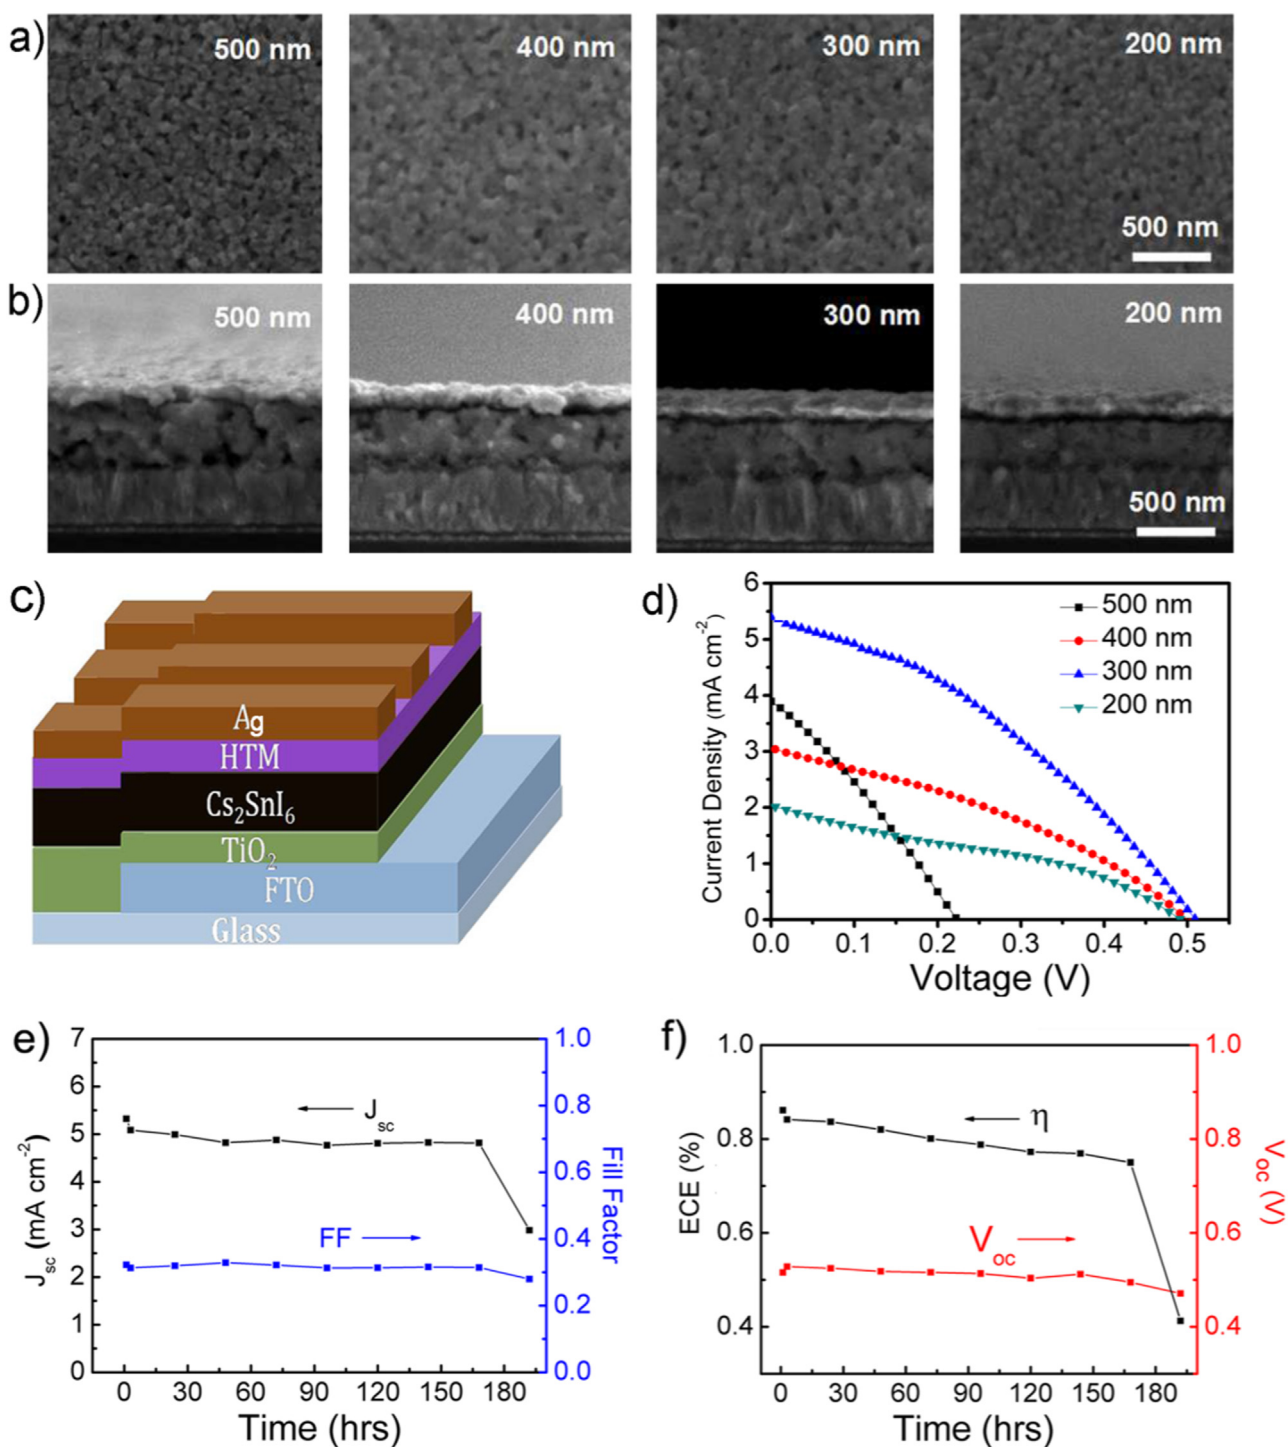 a)
500 nm
400 nm
300 nm
200 nm
500 nm
b)
500 nm
400 nm
300 nm
200 nm
500 nm
c)
Ag
HTM
Cs₂SnI₆
TiO₂
FTO
Glass
d)
6
5
4
3
2
1
0
Current Density (mA cm⁻²)
500 nm
400 nm
300 nm
200 nm
0.0 0.1 0.2 0.3 0.4 0.5
Voltage (V)
e)
7
6
5
4
3
2
1
0
J_sc (mA cm⁻²)
J_sc
FF
1.0
0.8
0.6
0.4
0.2
0.0
Fill Factor
0 30 60 90 120 150 180
Time (hrs)
f)
1.0
0.8
0.6
0.4
ECE (%)
η
V_oc
1.0
0.8
0.6
0.4
V_oc (V)
0 30 60 90 120 150 180
Time (hrs)